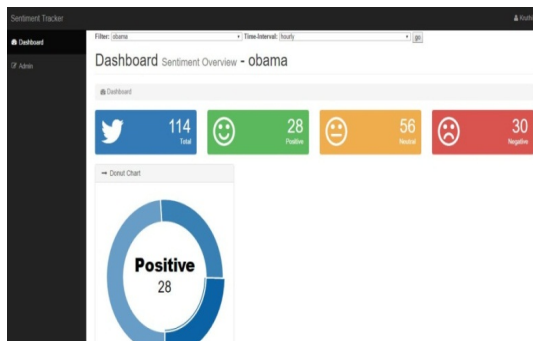 Sentiment Tracker
Dashboard
Admin
Filter: obama Time-Interval: hourly go
Dashboard Sentiment Overview - obama
Dashboard
114
Total
28
Positive
56
Neutral
30
Negative
Donut Chart
Positive
28